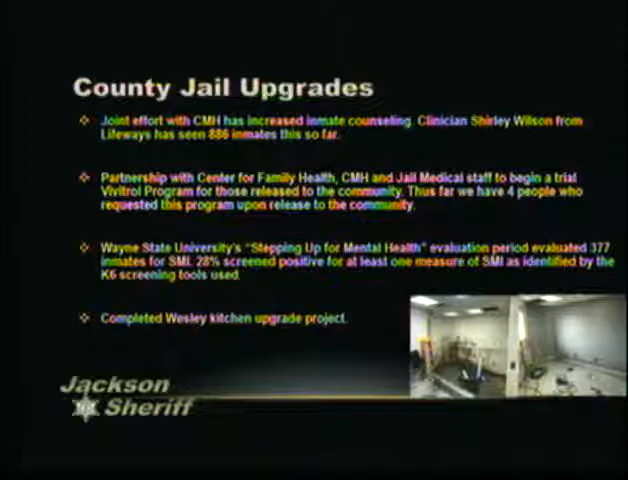 County Jail Upgrades
❖ Joint effort with CMH has increased inmate counseling. Clinician Shirley Wilson from
Lifeways has seen 886 inmates this so far.
❖ Partnership with Center for Family Health, CMH and Jail Medical staff to begin a trial
Vivitrol Program for those released to the community. Thus far we have 4 people who
requested this program upon release to the community.
❖ Wayne State University's "Stepping Up for Mental Health" evaluation period evaluated 377
inmates for SMI. 28% screened positive for at least one measure of SMI as identified by the
K6 screening tools used
❖ Completed Wesley kitchen upgrade project.
Jackson
Sheriff